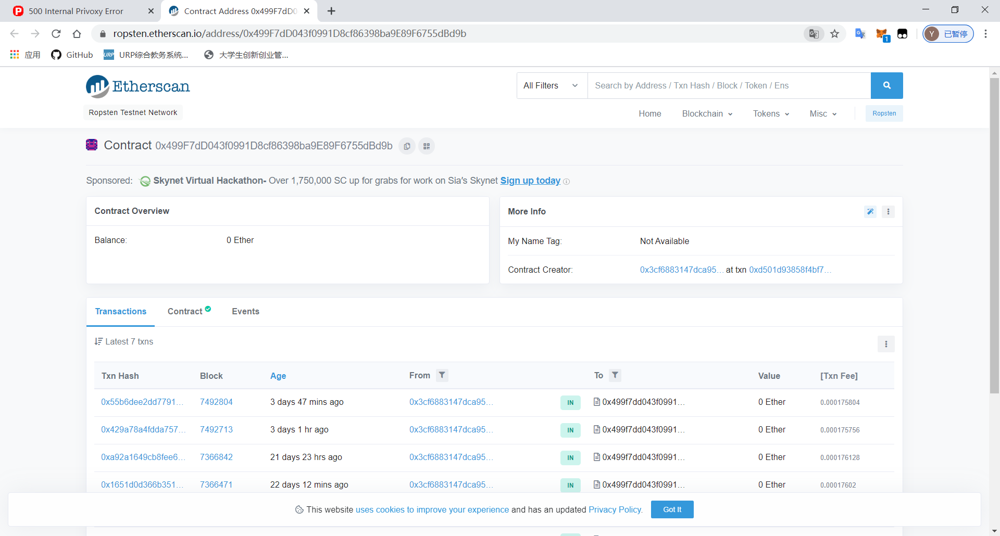 500 Internal Privoxy Error
Contract Address 0x499F7dD0
ropsten.etherscan.io/address/0x499F7dD043f0991D8cf86398ba9E89F6755dBd9b
1
Y 已暂停
应用 GitHub URP URP综合教务系统... 大学生创新创业管...
Etherscan
All Filters Search by Address / Txn Hash / Block / Token / Ens
Ropsten Testnet Network
Home Blockchain Tokens Misc Ropsten
Contract 0x499F7dD043f0991D8cf86398ba9E89F6755dBd9b
Sponsored: Skynet Virtual Hackathon- Over 1,750,000 SC up for grabs for work on Sia's Skynet Sign up today
Contract Overview
Balance: 0 Ether
More Info
My Name Tag: Not Available
Contract Creator: 0x3cf6883147dca95... at txn 0xd501d93858f4bf7...
Transactions Contract Events
Latest 7 txns
Txn Hash Block Age From To Value [Txn Fee]
0x55b6dee2dd7791... 7492804 3 days 47 mins ago 0x3cf6883147dca95... IN 0x499f7dd043f0991... 0 Ether 0.000175804
0x429a78a4fdda757... 7492713 3 days 1 hr ago 0x3cf6883147dca95... IN 0x499f7dd043f0991... 0 Ether 0.000175756
0xa92a1649cb8fee6... 7366842 21 days 23 hrs ago 0x3cf6883147dca95... IN 0x499f7dd043f0991... 0 Ether 0.000176128
0x1651d0d366b351... 7366471 22 days 12 mins ago 0x3cf6883147dca95... IN 0x499f7dd043f0991... 0 Ether 0.00017602
This website uses cookies to improve your experience and has an updated Privacy Policy. Got It